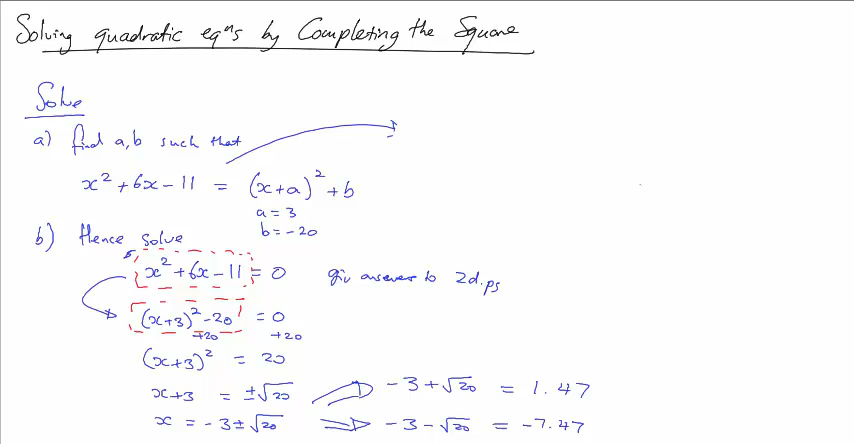 Solving quadratic eqⁿs by Completing the Square
Solve
a) find a,b such that
x² + 6x - 11 = (x+a)² + b
a = 3
b = -20
b) Hence solve
x² + 6x - 11 = 0 giv answer to 2d.ps
(x+3)² - 20 = 0
+20 +20
(x+3)² = 20
x+3 = ±√20 ⇒ -3+√20 = 1.47
x = -3±√20 ⇒ -3-√20 = -7.47